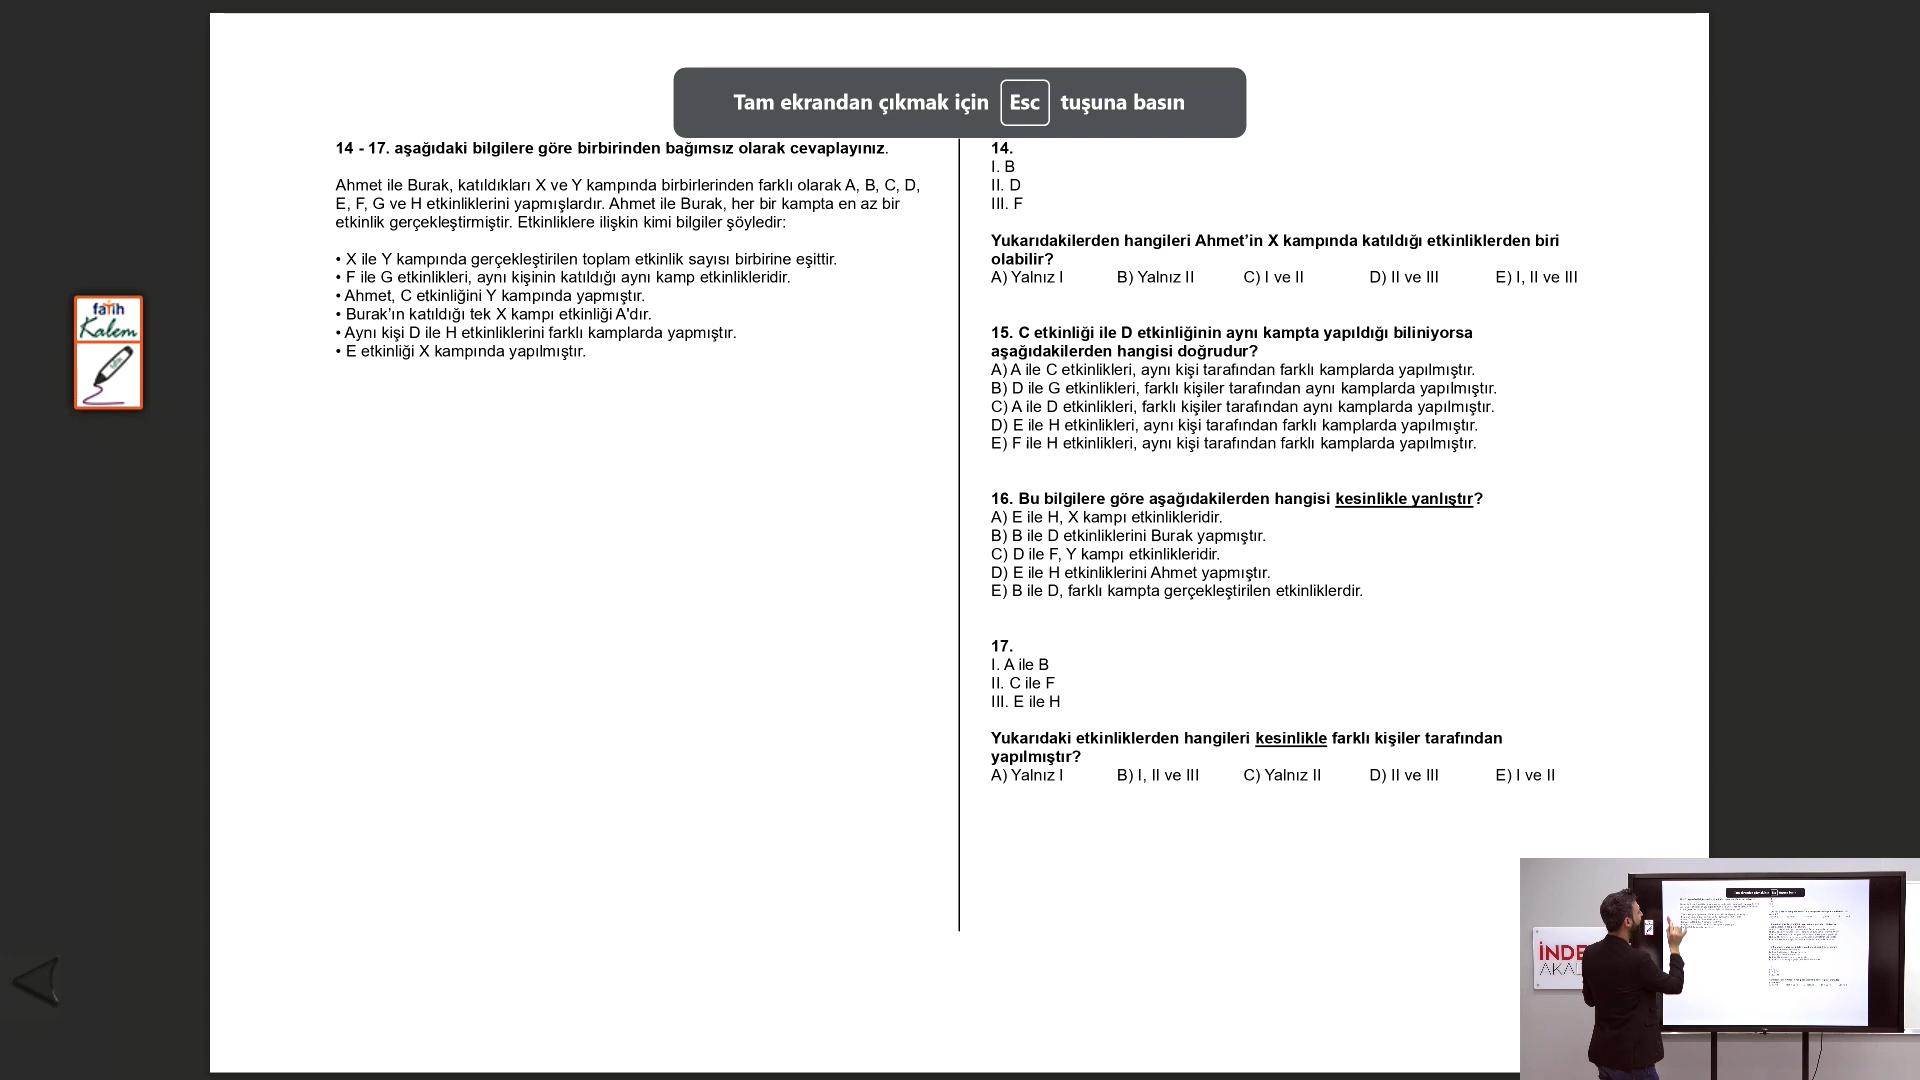 Tam ekrandan çıkmak için Esc tuşuna basın
14 - 17. aşağıdaki bilgilere göre birbirinden bağımsız olarak cevaplayınız.
Ahmet ile Burak, katıldıkları X ve Y kampında birbirlerinden farklı olarak A, B, C, D,
E, F, G ve H etkinliklerini yapmışlardır. Ahmet ile Burak, her bir kampta en az bir
etkinlik gerçekleştirmiştir. Etkinliklere ilişkin kimi bilgiler şöyledir:
• X ile Y kampında gerçekleştirilen toplam etkinlik sayısı birbirine eşittir.
• F ile G etkinlikleri, aynı kişinin katıldığı aynı kamp etkinlikleridir.
• Ahmet, C etkinliğini Y kampında yapmıştır.
• Burak’ın katıldığı tek X kampı etkinliği A'dır.
• Aynı kişi D ile H etkinliklerini farklı kamplarda yapmıştır.
• E etkinliği X kampında yapılmıştır.
fatih
Kalem
14.
I. B
II. D
III. F
Yukarıdakilerden hangileri Ahmet’in X kampında katıldığı etkinliklerden biri
olabilir?
A) Yalnız I B) Yalnız II C) I ve II D) II ve III E) I, II ve III
15. C etkinliği ile D etkinliğinin aynı kampta yapıldığı biliniyorsa
aşağıdakilerden hangisi doğrudur?
A) A ile C etkinlikleri, aynı kişi tarafından farklı kamplarda yapılmıştır.
B) D ile G etkinlikleri, farklı kişiler tarafından aynı kamplarda yapılmıştır.
C) A ile D etkinlikleri, farklı kişiler tarafından aynı kamplarda yapılmıştır.
D) E ile H etkinlikleri, aynı kişi tarafından farklı kamplarda yapılmıştır.
E) F ile H etkinlikleri, aynı kişi tarafından farklı kamplarda yapılmıştır.
16. Bu bilgilere göre aşağıdakilerden hangisi kesinlikle yanlıştır?
A) E ile H, X kampı etkinlikleridir.
B) B ile D etkinliklerini Burak yapmıştır.
C) D ile F, Y kampı etkinlikleridir.
D) E ile H etkinliklerini Ahmet yapmıştır.
E) B ile D, farklı kampta gerçekleştirilen etkinliklerdir.
17.
I. A ile B
II. C ile F
III. E ile H
Yukarıdaki etkinliklerden hangileri kesinlikle farklı kişiler tarafından
yapılmıştır?
A) Yalnız I B) I, II ve III C) Yalnız II D) II ve III E) I ve II